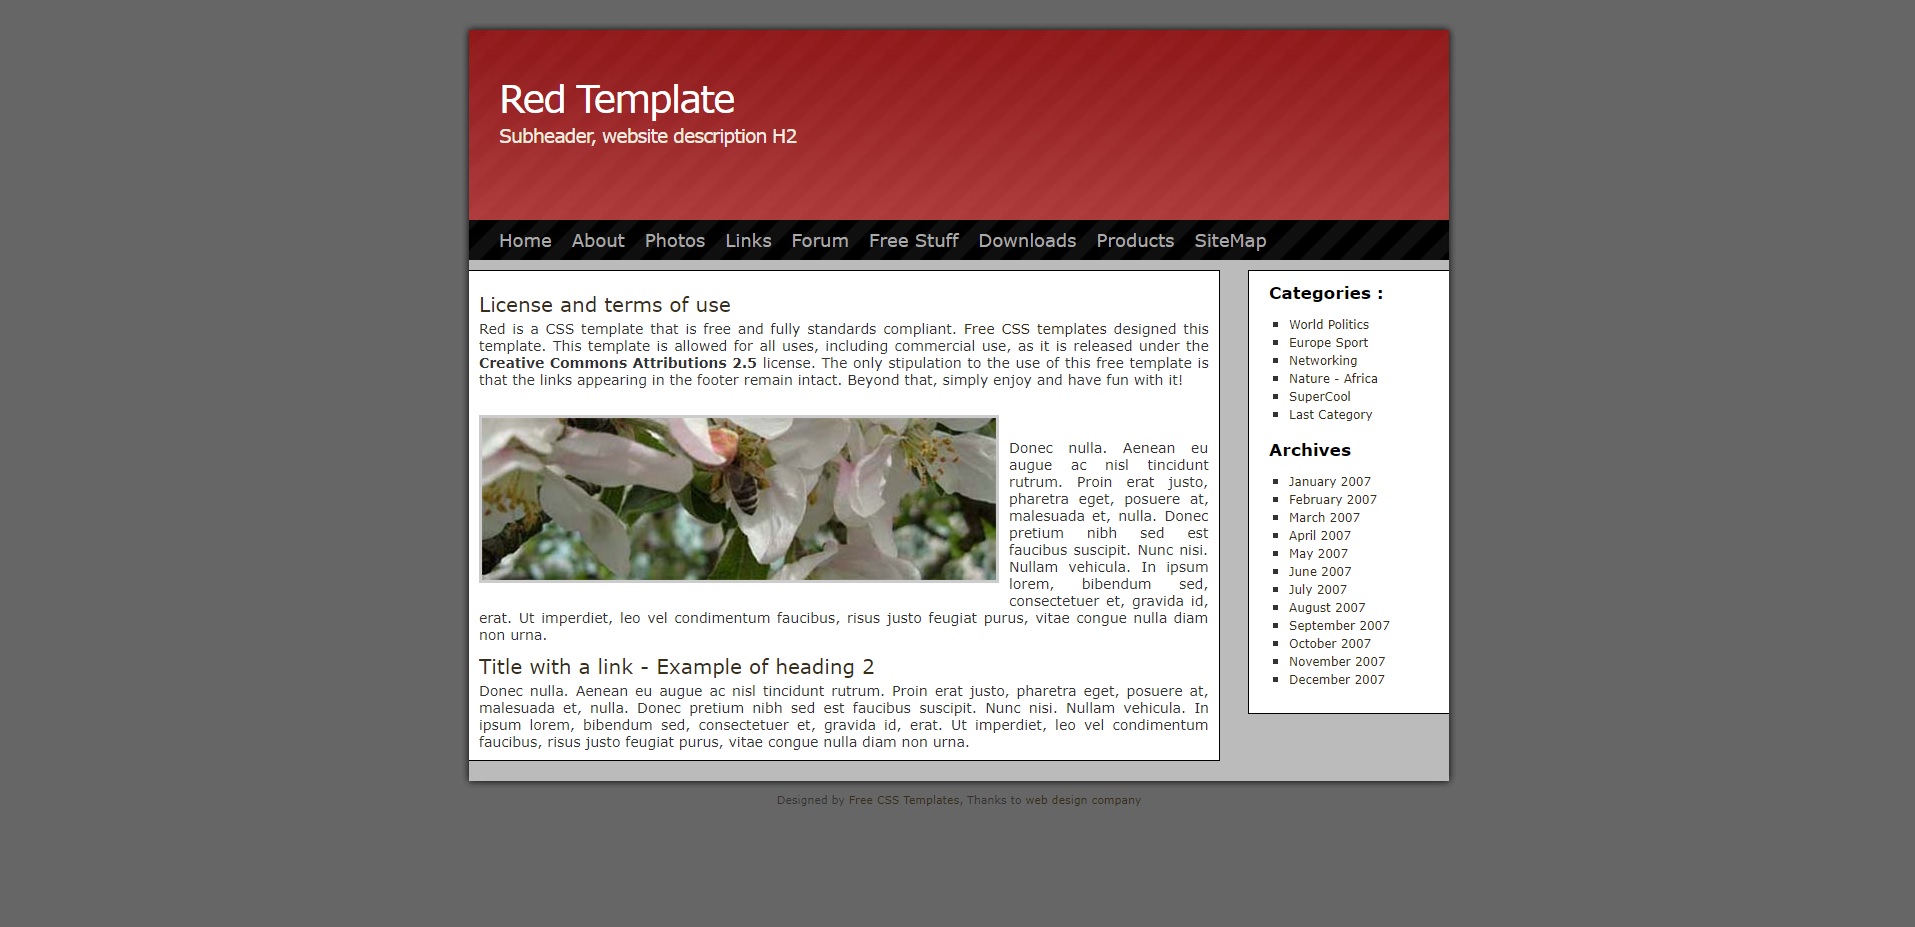 Red Template
Subheader, website description H2
Home About Photos Links Forum Free Stuff Downloads Products SiteMap
License and terms of use
Red is a CSS template that is free and fully standards compliant. Free CSS templates designed this
template. This template is allowed for all uses, including commercial use, as it is released under the
Creative Commons Attributions 2.5 license. The only stipulation to the use of this free template is
that the links appearing in the footer remain intact. Beyond that, simply enjoy and have fun with it!
Donec nulla. Aenean eu
augue ac nisl tincidunt
rutrum. Proin erat justo,
pharetra eget, posuere at,
malesuada et, nulla. Donec
pretium nibh sed est
faucibus suscipit. Nunc nisi.
Nullam vehicula. In ipsum
lorem, bibendum sed,
consectetuer et, gravida id,
erat. Ut imperdiet, leo vel condimentum faucibus, risus justo feugiat purus, vitae congue nulla diam
non urna.
Title with a link - Example of heading 2
Donec nulla. Aenean eu augue ac nisl tincidunt rutrum. Proin erat justo, pharetra eget, posuere at,
malesuada et, nulla. Donec pretium nibh sed est faucibus suscipit. Nunc nisi. Nullam vehicula. In
ipsum lorem, bibendum sed, consectetuer et, gravida id, erat. Ut imperdiet, leo vel condimentum
faucibus, risus justo feugiat purus, vitae congue nulla diam non urna.
Categories :
World Politics
Europe Sport
Networking
Nature - Africa
SuperCool
Last Category
Archives
January 2007
February 2007
March 2007
April 2007
May 2007
June 2007
July 2007
August 2007
September 2007
October 2007
November 2007
December 2007
Designed by Free CSS Templates, Thanks to web design company